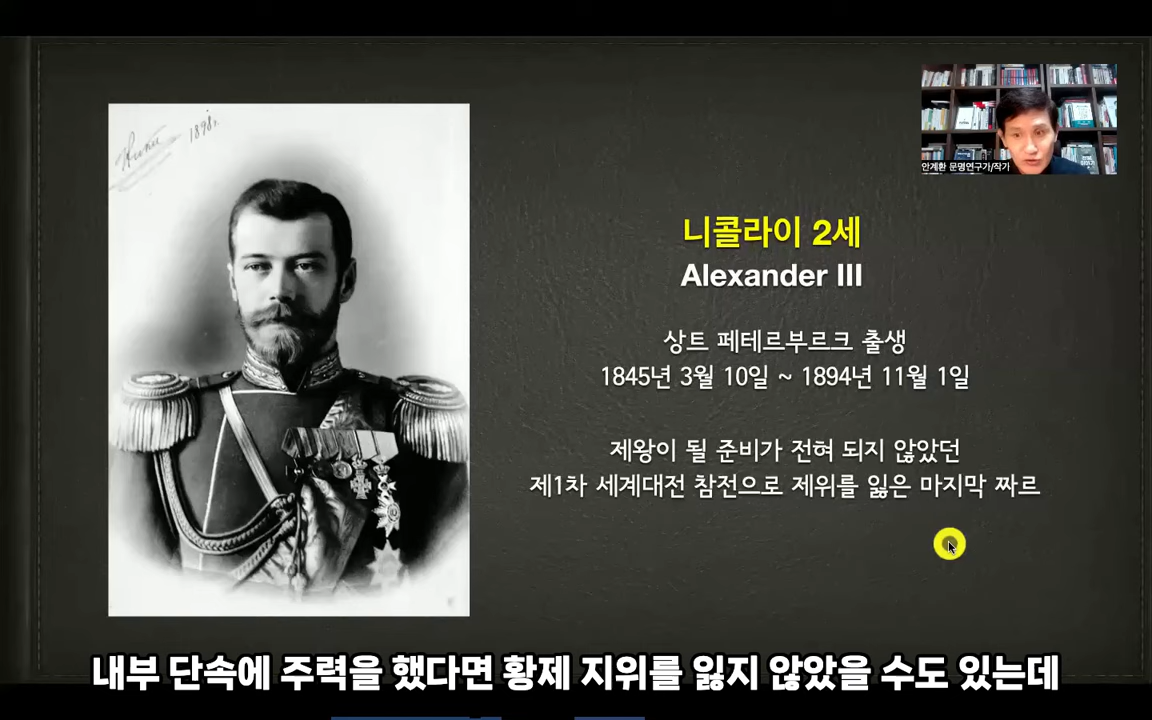 1898г.
안계환 문명연구가/작가
니콜라이 2세
Alexander III
상트 페테르부르크 출생
1845년 3월 10일 ~ 1894년 11월 1일
제왕이 될 준비가 전혀 되지 않았던
제1차 세계대전 참전으로 제위를 잃은 마지막 짜르
내부 단속에 주력을 했다면 황제 지위를 잃지 않았을 수도 있는데